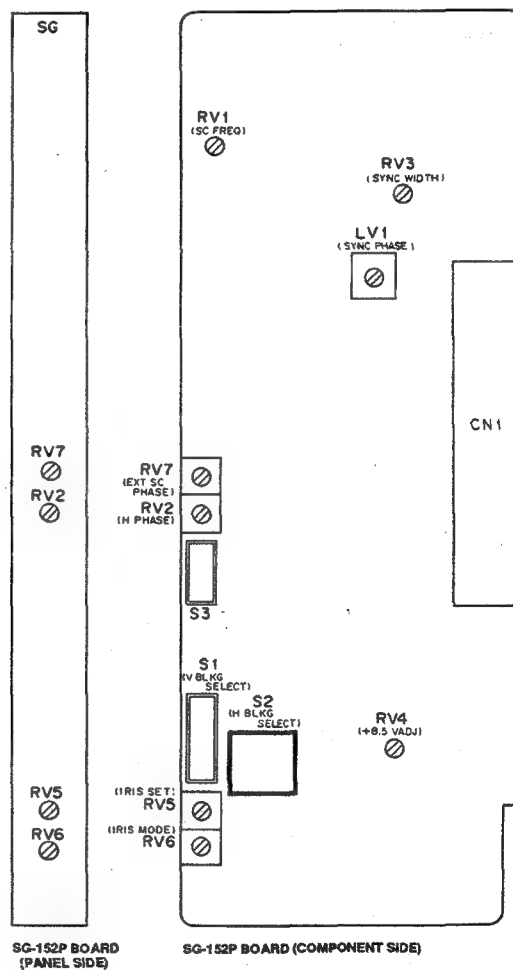 SG
RV7
RV2
RV5
RV6
SG-152P BOARD
(PANEL SIDE)
RV1
(SC FREQ)
RV3
(SYNC WIDTH)
LV1
(SYNC PHASE)
CN1
RV7
(EXT SC
PHASE)
RV2
(H PHASE)
S3
S1
(V BLKG
SELECT)
S2
(H BLKG
SELECT)
RV4
(+8.5 VADJ)
(IRIS SET)
RV5
(IRIS MODE)
RV6
SG-152P BOARD (COMPONENT SIDE)